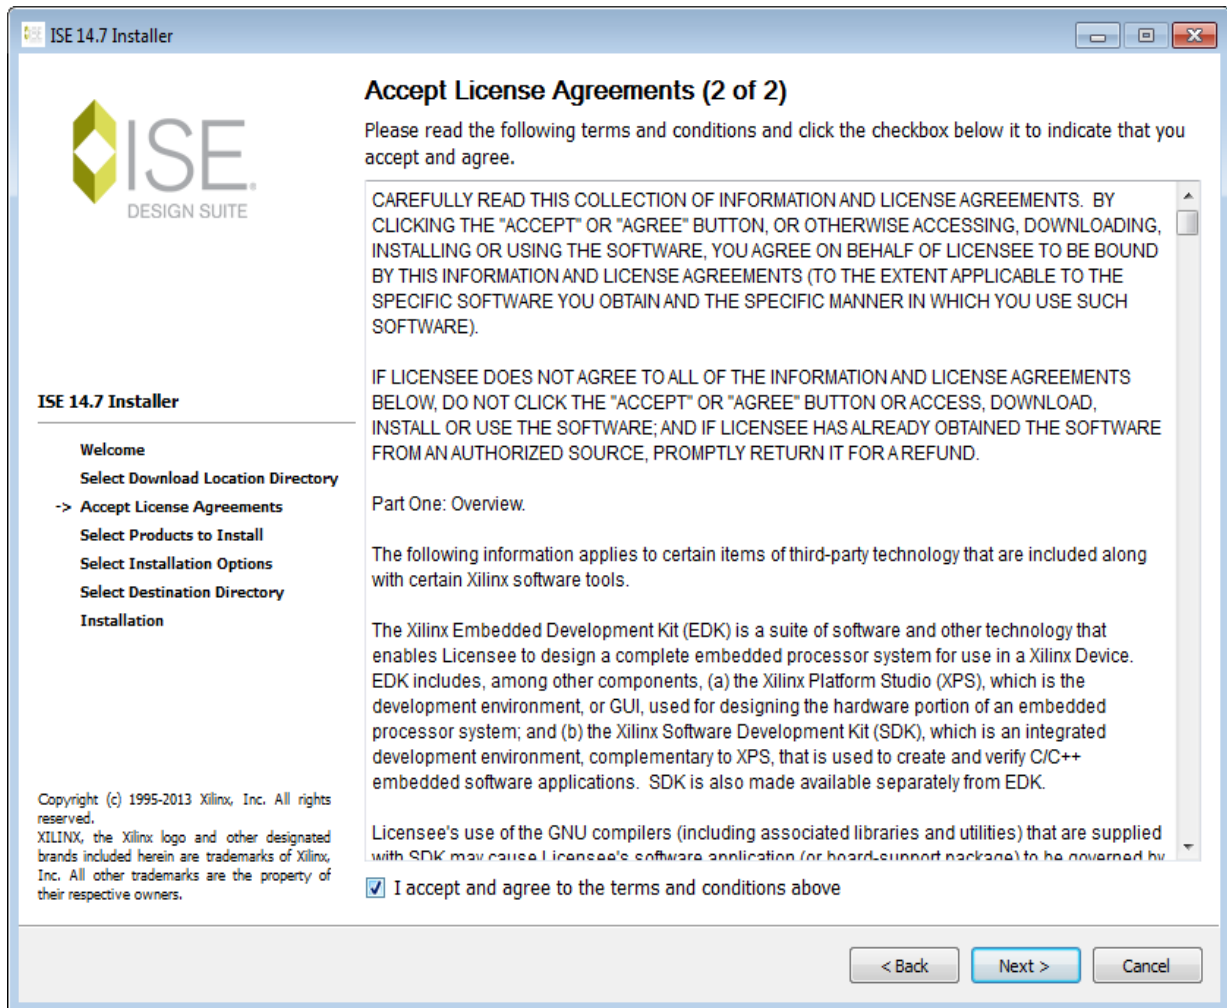 ISE 14.7 Installer
ISE®
DESIGN SUITE
ISE 14.7 Installer
Welcome
Select Download Location Directory
-> Accept License Agreements
Select Products to Install
Select Installation Options
Select Destination Directory
Installation
Copyright (c) 1995-2013 Xilinx, Inc. All rights
reserved.
XILINX, the Xilinx logo and other designated
brands included herein are trademarks of Xilinx,
Inc. All other trademarks are the property of
their respective owners.
Accept License Agreements (2 of 2)
Please read the following terms and conditions and click the checkbox below it to indicate that you
accept and agree.
CAREFULLY READ THIS COLLECTION OF INFORMATION AND LICENSE AGREEMENTS.  BY
CLICKING THE "ACCEPT" OR "AGREE" BUTTON, OR OTHERWISE ACCESSING, DOWNLOADING,
INSTALLING OR USING THE SOFTWARE, YOU AGREE ON BEHALF OF LICENSEE TO BE BOUND
BY THIS INFORMATION AND LICENSE AGREEMENTS (TO THE EXTENT APPLICABLE TO THE
SPECIFIC SOFTWARE YOU OBTAIN AND THE SPECIFIC MANNER IN WHICH YOU USE SUCH
SOFTWARE).
IF LICENSEE DOES NOT AGREE TO ALL OF THE INFORMATION AND LICENSE AGREEMENTS
BELOW, DO NOT CLICK THE "ACCEPT" OR "AGREE" BUTTON OR ACCESS, DOWNLOAD,
INSTALL OR USE THE SOFTWARE; AND IF LICENSEE HAS ALREADY OBTAINED THE SOFTWARE
FROM AN AUTHORIZED SOURCE, PROMPTLY RETURN IT FOR A REFUND.
Part One: Overview.
The following information applies to certain items of third-party technology that are included along
with certain Xilinx software tools.
The Xilinx Embedded Development Kit (EDK) is a suite of software and other technology that
enables Licensee to design a complete embedded processor system for use in a Xilinx Device.
EDK includes, among other components, (a) the Xilinx Platform Studio (XPS), which is the
development environment, or GUI, used for designing the hardware portion of an embedded
processor system; and (b) the Xilinx Software Development Kit (SDK), which is an integrated
development environment, complementary to XPS, that is used to create and verify C/C++
embedded software applications.  SDK is also made available separately from EDK.
Licensee's use of the GNU compilers (including associated libraries and utilities) that are supplied
with SDK may cause Licensee's software application (or board-support package) to be governed by
I accept and agree to the terms and conditions above
< Back
Next >
Cancel